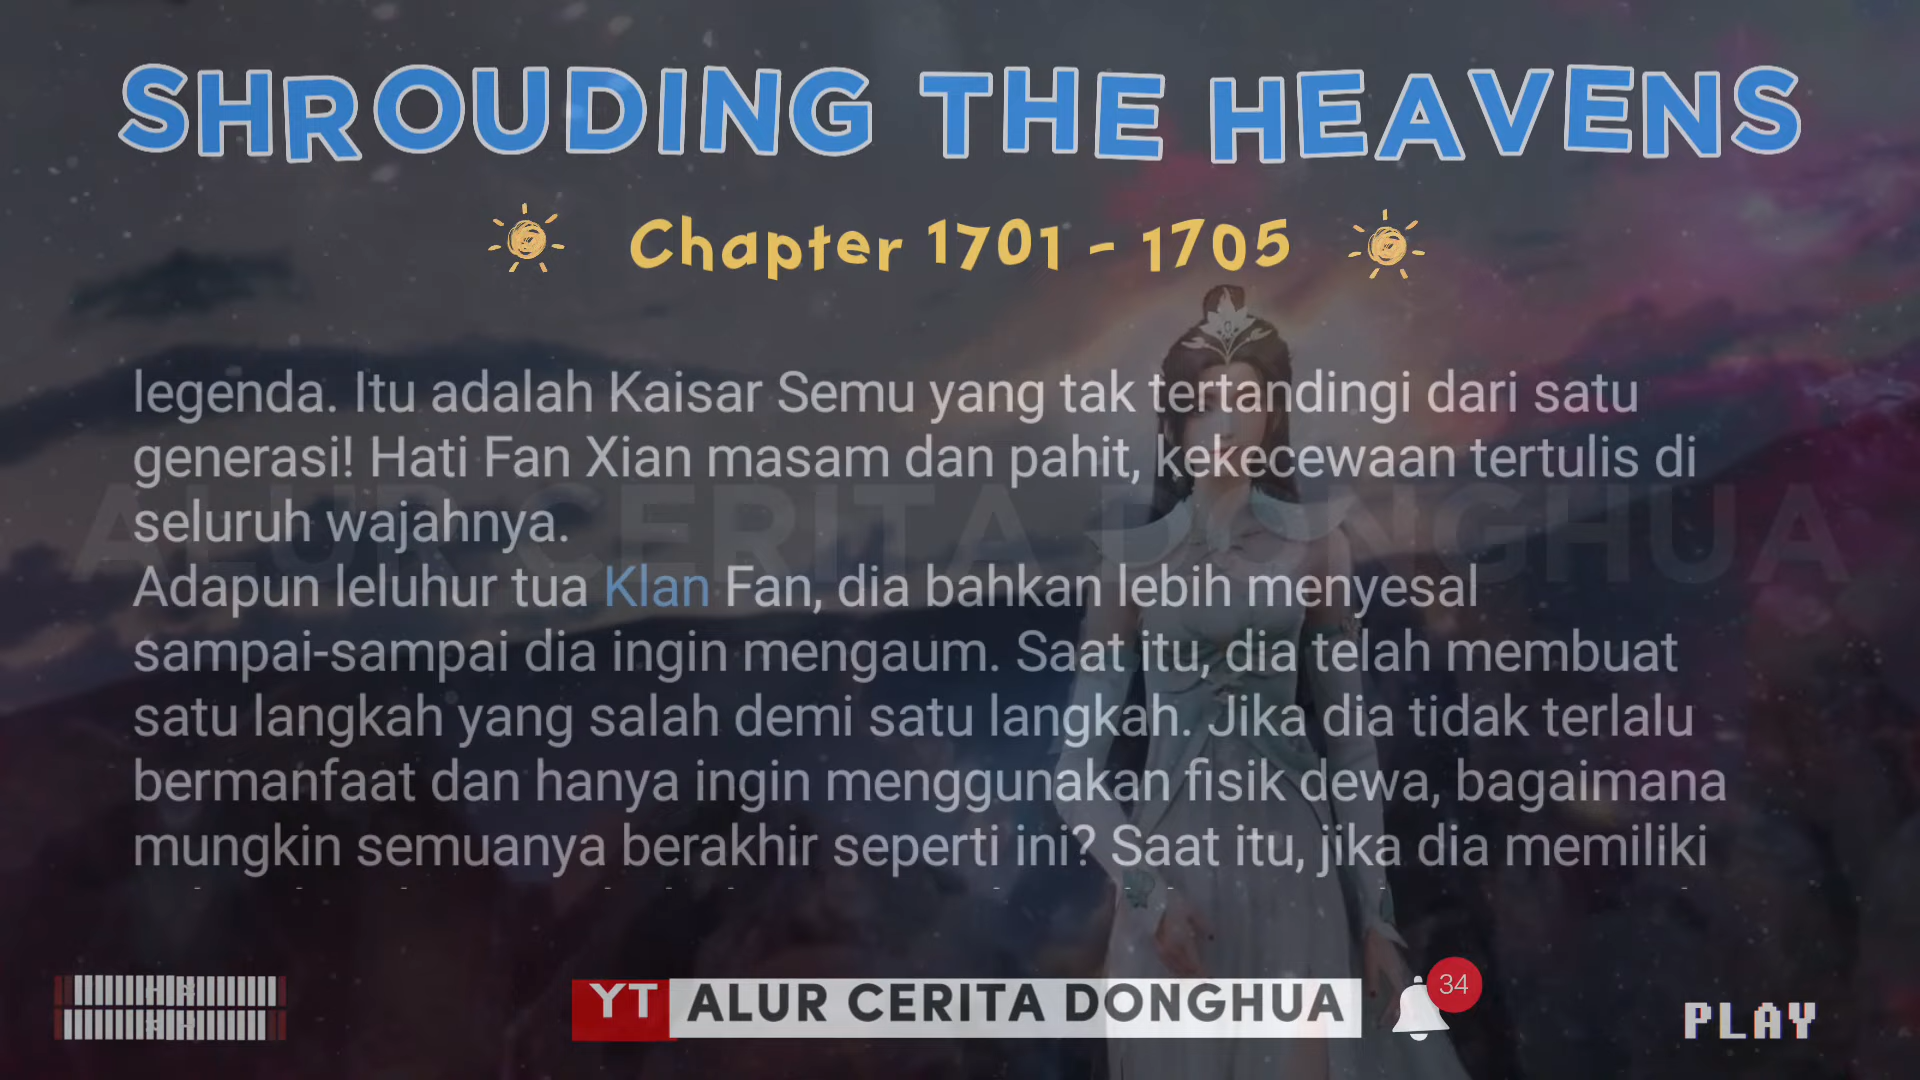 SHROUDING THE HEAVENS
Chapter 1701 - 1705
legenda. Itu adalah Kaisar Semu yang tak tertandingi dari satu
generasi! Hati Fan Xian masam dan pahit, kekecewaan tertulis di
seluruh wajahnya.
ALUR CERITA DONGHUA
Adapun leluhur tua Klan Fan, dia bahkan lebih menyesal
sampai-sampai dia ingin mengaum. Saat itu, dia telah membuat
satu langkah yang salah demi satu langkah. Jika dia tidak terlalu
bermanfaat dan hanya ingin menggunakan fisik dewa, bagaimana
mungkin semuanya berakhir seperti ini? Saat itu, jika dia memiliki
YT ALUR CERITA DONGHUA
34
PLAY